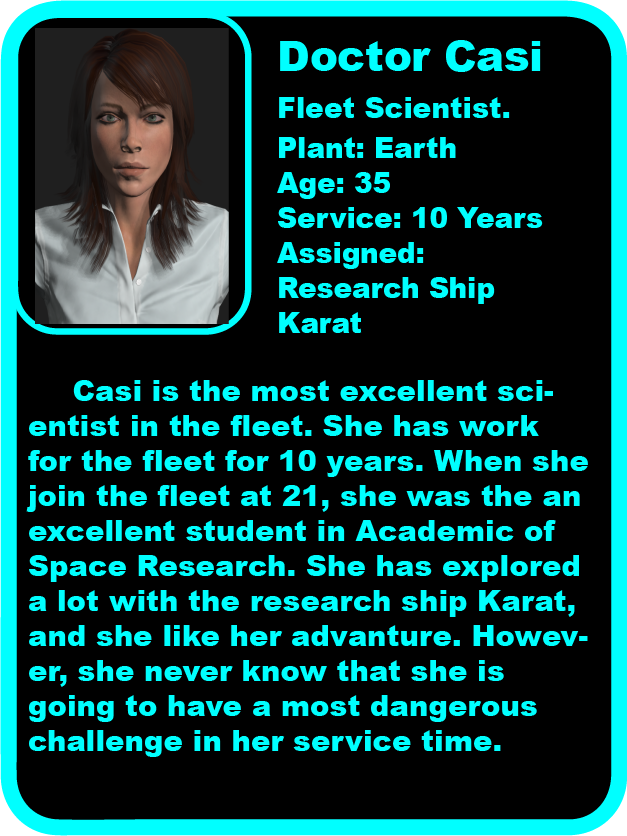 Doctor Casi
Fleet Scientist.
Plant: Earth
Age: 35
Service: 10 Years
Assigned:
Research Ship
Karat
Casi is the most excellent sci-
entist in the fleet. She has work
for the fleet for 10 years. When she
join the fleet at 21, she was the an
excellent student in Academic of
Space Research. She has explored
a lot with the research ship Karat,
and she like her advanture. Howev-
er, she never know that she is
going to have a most dangerous
challenge in her service time.